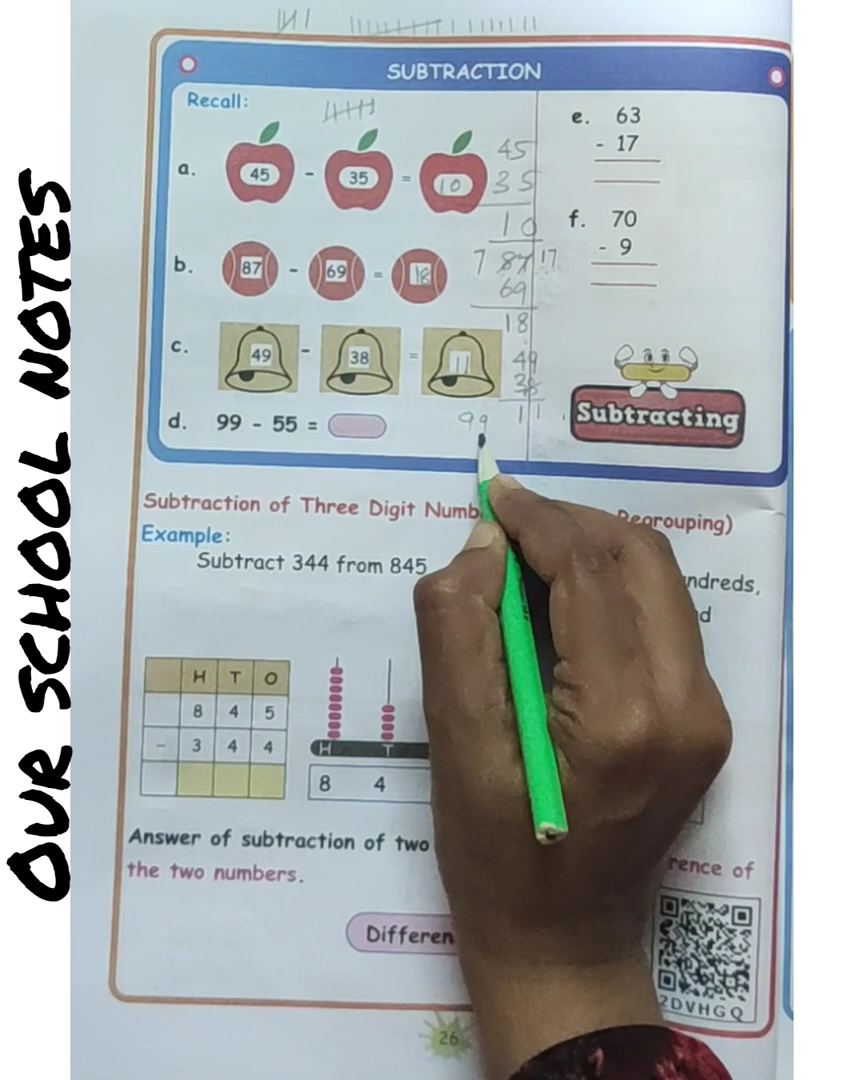 OUR SCHOOL NOTES
SUBTRACTION
Recall:
a. 45 - 35 = 10
45
35
10
b. 87 - 69 = 18
7 87 17
69
18
c. 49 - 38 = 11
49
38
11
d. 99 - 55 =
99
e. 63
- 17
f. 70
- 9
Subtracting
Subtraction of Three Digit Numb Regrouping)
Example:
Subtract 344 from 845
ndreds,
d
H T O
8 4 5
- 3 4 4
H T
8 4
Answer of subtraction of two rence of
the two numbers.
Differen
2DVHGQ
26